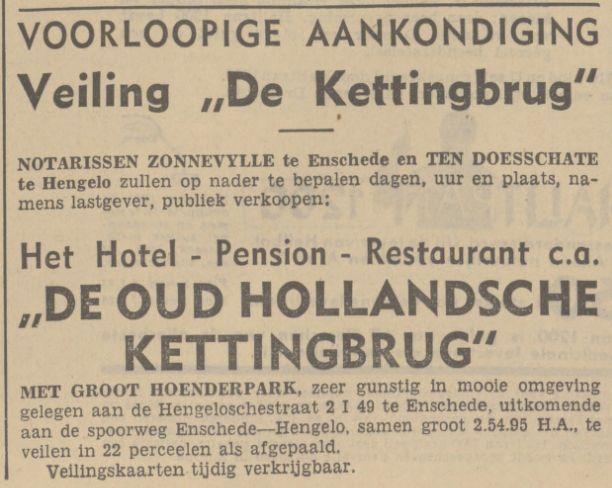 VOORLOOPIGE AANKONDIGING
Veiling „De Kettingbrug"
NOTARISSEN ZONNEVYLLE te Enschede en TEN DOESSCHATE
te Hengelo zullen op nader te bepalen dagen, uur en plaats, na-
mens lastgever, publiek verkoopen:
Het Hotel - Pension - Restaurant c.a.
„DE OUD HOLLANDSCHE
KETTINGBRUG"
MET GROOT HOENDERPARK, zeer gunstig in mooie omgeving
gelegen aan de Hengeloschestraat 2 I 49 te Enschede, uitkomende
aan de spoorweg Enschede—Hengelo, samen groot 2.54.95 H.A., te
veilen in 22 perceelen als afgepaald.
Veilingskaarten tijdig verkrijgbaar.